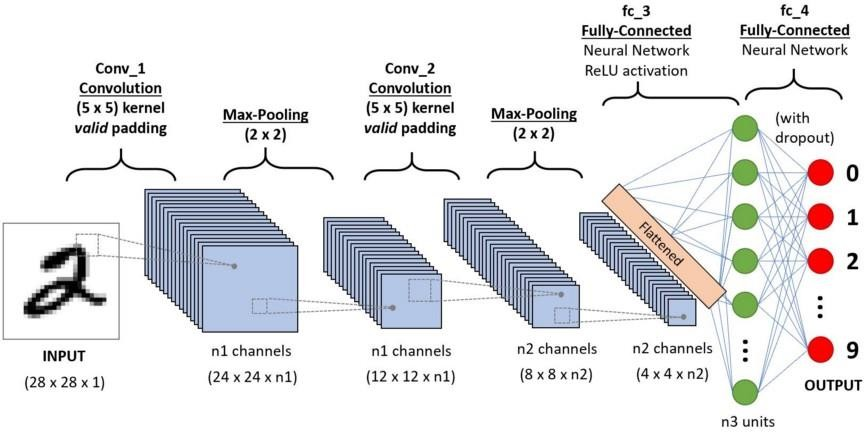 Conv_1
Convolution
(5 x 5) kernel
valid padding
Max-Pooling
(2 x 2)
Conv_2
Convolution
(5 x 5) kernel
valid padding
Max-Pooling
(2 x 2)
fc_3
Fully-Connected
Neural Network
ReLU activation
fc_4
Fully-Connected
Neural Network
(with
dropout)
Flattened
0
1
2
9
OUTPUT
2
INPUT
(28 x 28 x 1)
n1 channels
(24 x 24 x n1)
n1 channels
(12 x 12 x n1)
n2 channels
(8 x 8 x n2)
n2 channels
(4 x 4 x n2)
n3 units